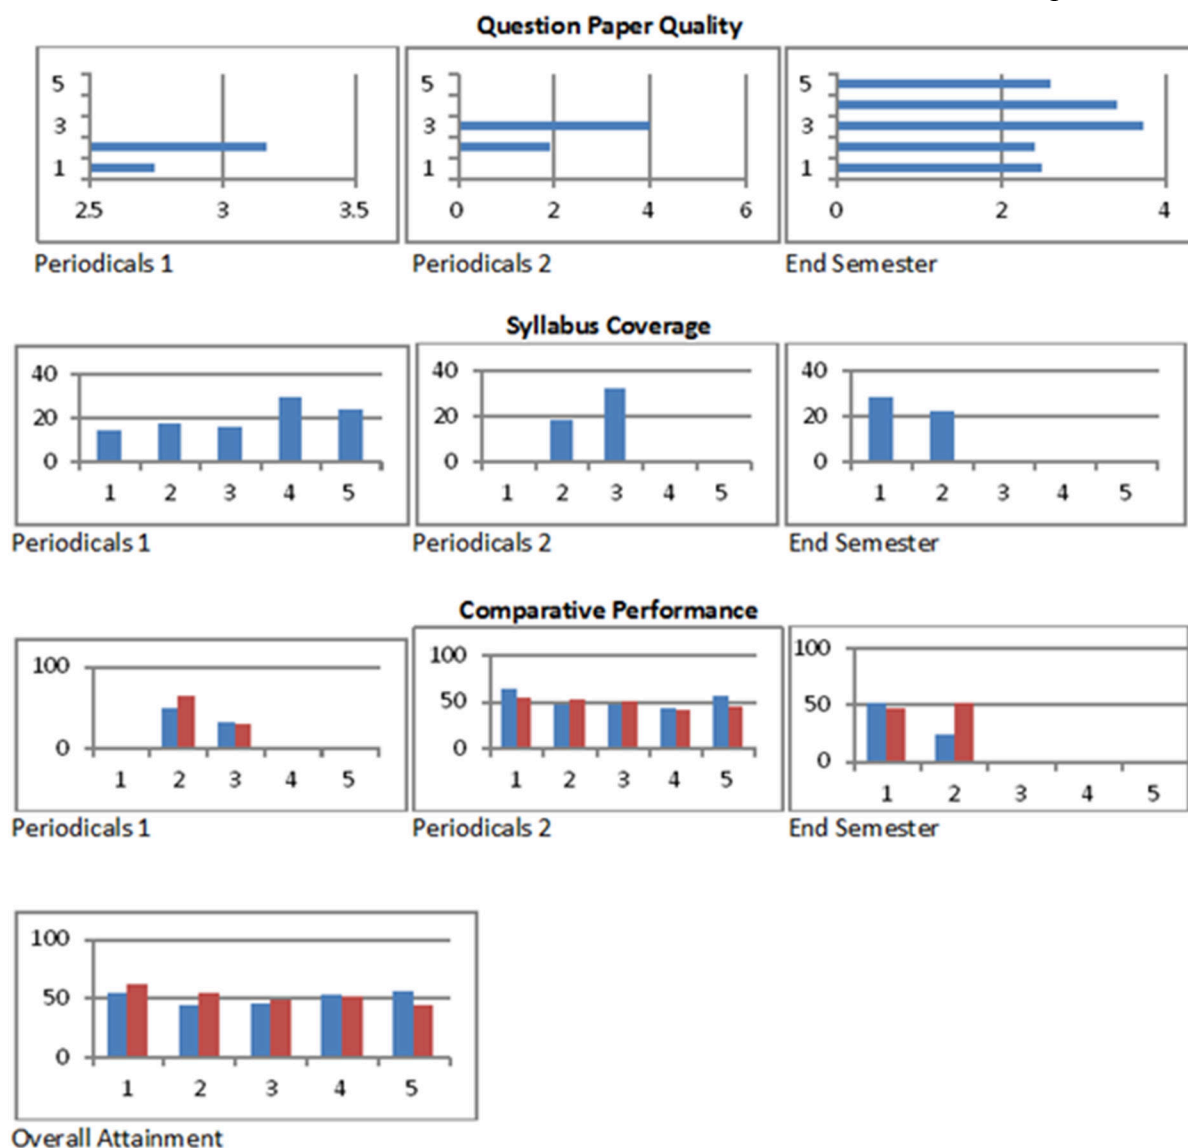 Question Paper Quality
5 5 5
3 3 3
1 1 1
2.5 3 3.5 0 2 4 6 0 2 4
Periodicals 1 Periodicals 2 End Semester
Syllabus Coverage
40 40 40
20 20 20
0 0 0
1 2 3 4 5 1 2 3 4 5 1 2 3 4 5
Periodicals 1 Periodicals 2 End Semester
Comparative Performance
100 100 100
50 50
0 0 0
1 2 3 4 5 1 2 3 4 5 1 2 3 4 5
Periodicals 1 Periodicals 2 End Semester
100
50
0
1 2 3 4 5
Overall Attainment